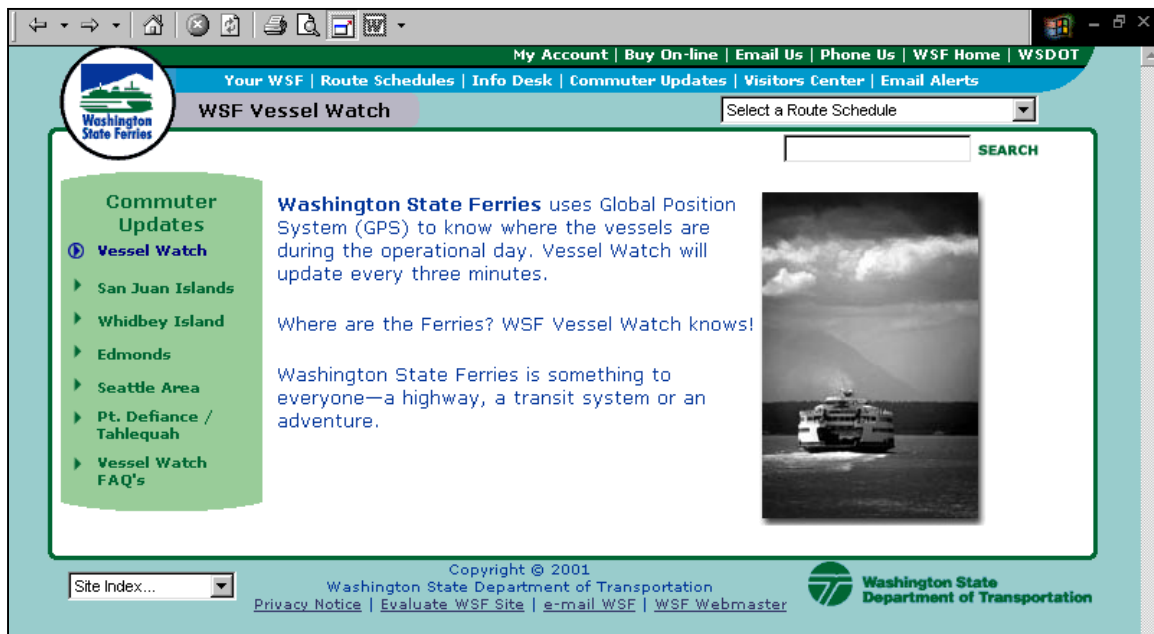 My Account | Buy On-line | Email Us | Phone Us | WSF Home | WSDOT
Your WSF | Route Schedules | Info Desk | Commuter Updates | Visitors Center | Email Alerts
Washington
State Ferries
WSF Vessel Watch
Select a Route Schedule
SEARCH
Commuter
Updates
Vessel Watch
San Juan Islands
Whidbey Island
Edmonds
Seattle Area
Pt. Defiance /
Tahlequah
Vessel Watch
FAQ's
Washington State Ferries uses Global Position
System (GPS) to know where the vessels are
during the operational day. Vessel Watch will
update every three minutes.
Where are the Ferries? WSF Vessel Watch knows!
Washington State Ferries is something to
everyone—a highway, a transit system or an
adventure.
Site Index...
Copyright © 2001
Washington State Department of Transportation
Privacy Notice | Evaluate WSF Site | e-mail WSF | WSF Webmaster
Washington State
Department of Transportation